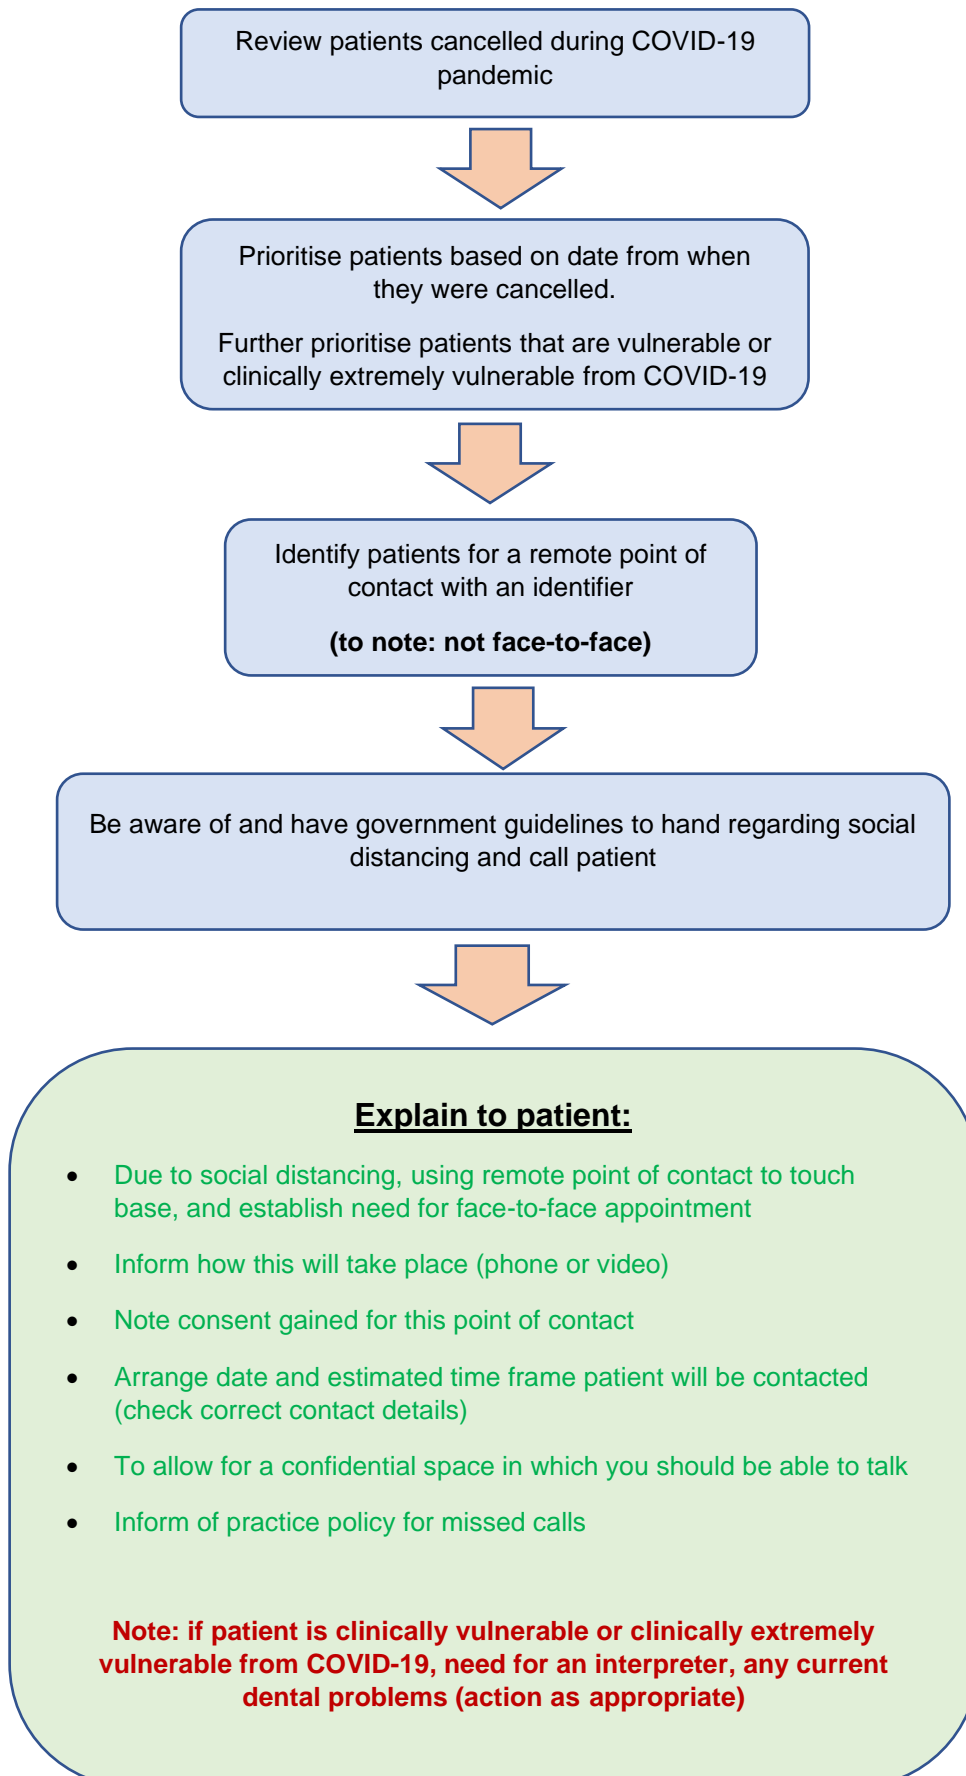 Review patients cancelled during COVID-19
pandemic
Prioritise patients based on date from when
they were cancelled.
Further prioritise patients that are vulnerable or
clinically extremely vulnerable from COVID-19
Identify patients for a remote point of
contact with an identifier
(to note: not face-to-face)
Be aware of and have government guidelines to hand regarding social
distancing and call patient
Explain to patient:
• Due to social distancing, using remote point of contact to touch
base, and establish need for face-to-face appointment
• Inform how this will take place (phone or video)
• Note consent gained for this point of contact
• Arrange date and estimated time frame patient will be contacted
(check correct contact details)
• To allow for a confidential space in which you should be able to talk
• Inform of practice policy for missed calls
Note: if patient is clinically vulnerable or clinically extremely
vulnerable from COVID-19, need for an interpreter, any current
dental problems (action as appropriate)